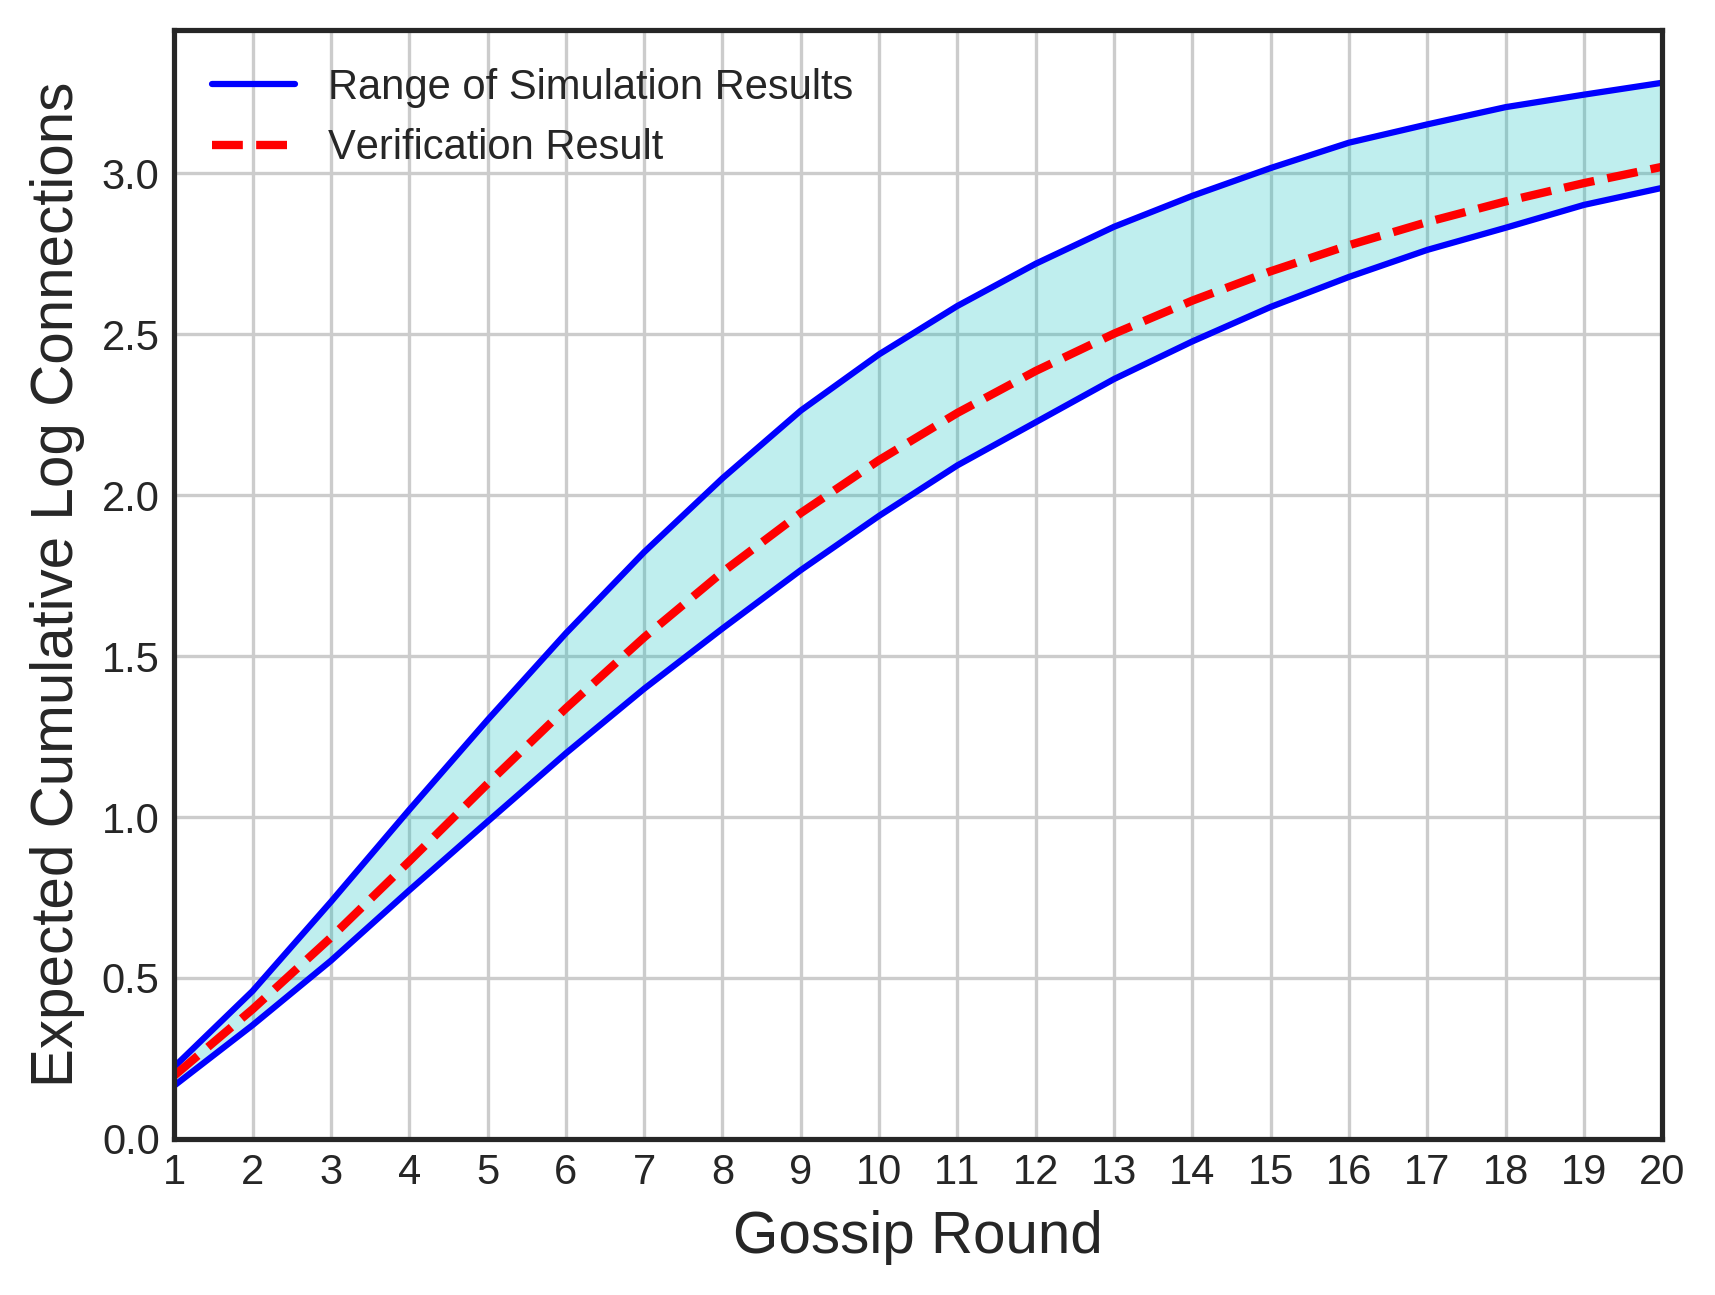 Range of Simulation Results
Verification Result
Expected Cumulative Log Connections
3.0
2.5
2.0
1.5
1.0
0.5
0.0
1 2 3 4 5 6 7 8 9 10 11 12 13 14 15 16 17 18 19 20
Gossip Round